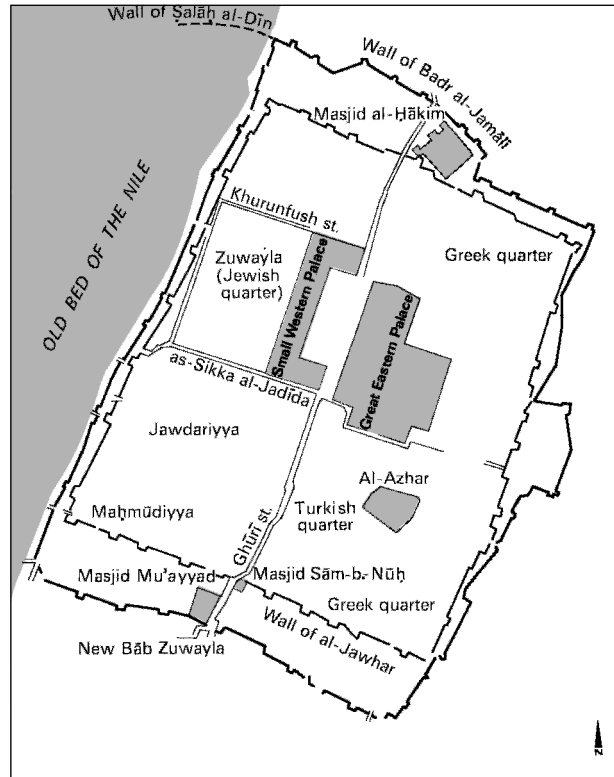 Wall of Ṣalāḥ al-Dīn
Wall of Badr al-Jamālī
Masjid al-Ḥākim
OLD BED OF THE NILE
Khurunfush st.
Zuwayla
(Jewish
quarter)
Small Western Palace
Greek quarter
Great Eastern Palace
as-Sikka al-Jadīda
Jawdariyya
Al-Azhar
Turkish
quarter
Maḥmūdiyya
Ghūrī st.
Masjid Mu'ayyad
Masjid Sām-b.-Nūḥ
Greek quarter
Wall of al-Jawhar
New Bāb Zuwayla
N